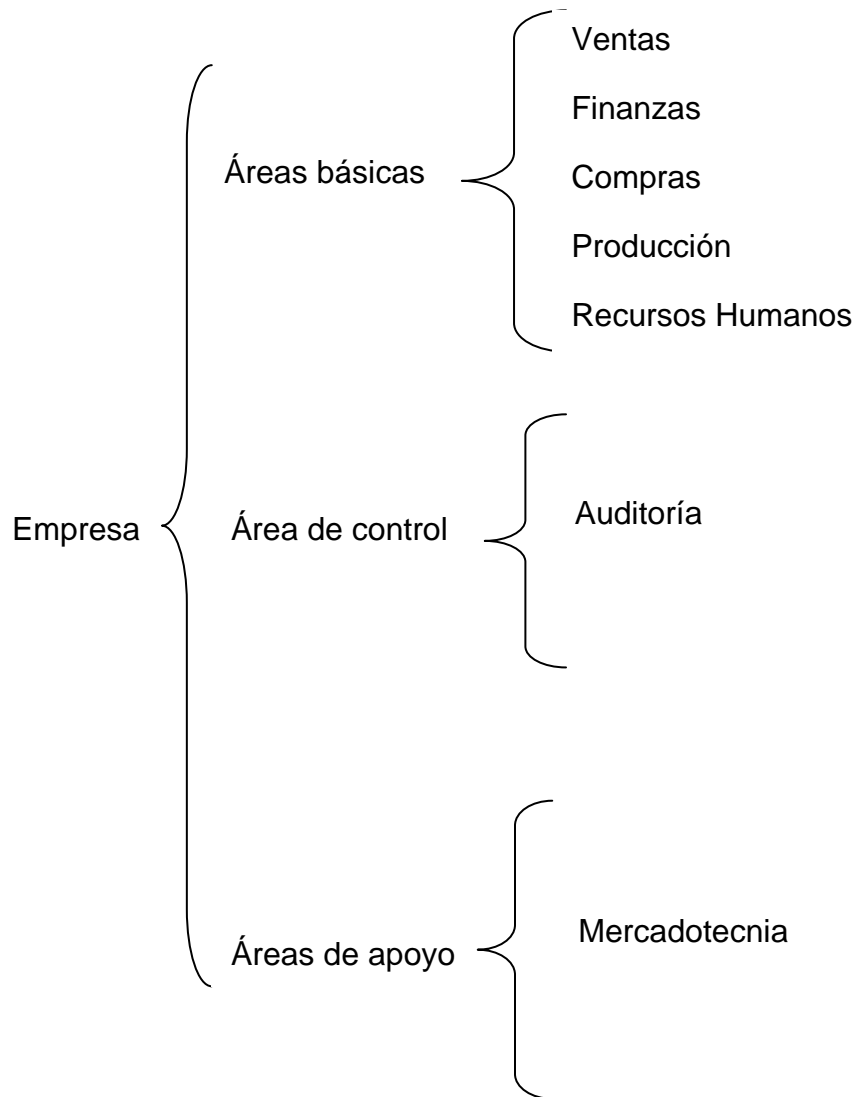 Ventas
Finanzas
Áreas básicas
Compras
Producción
Recursos Humanos
Empresa
Área de control
Auditoría
Áreas de apoyo
Mercadotecnia